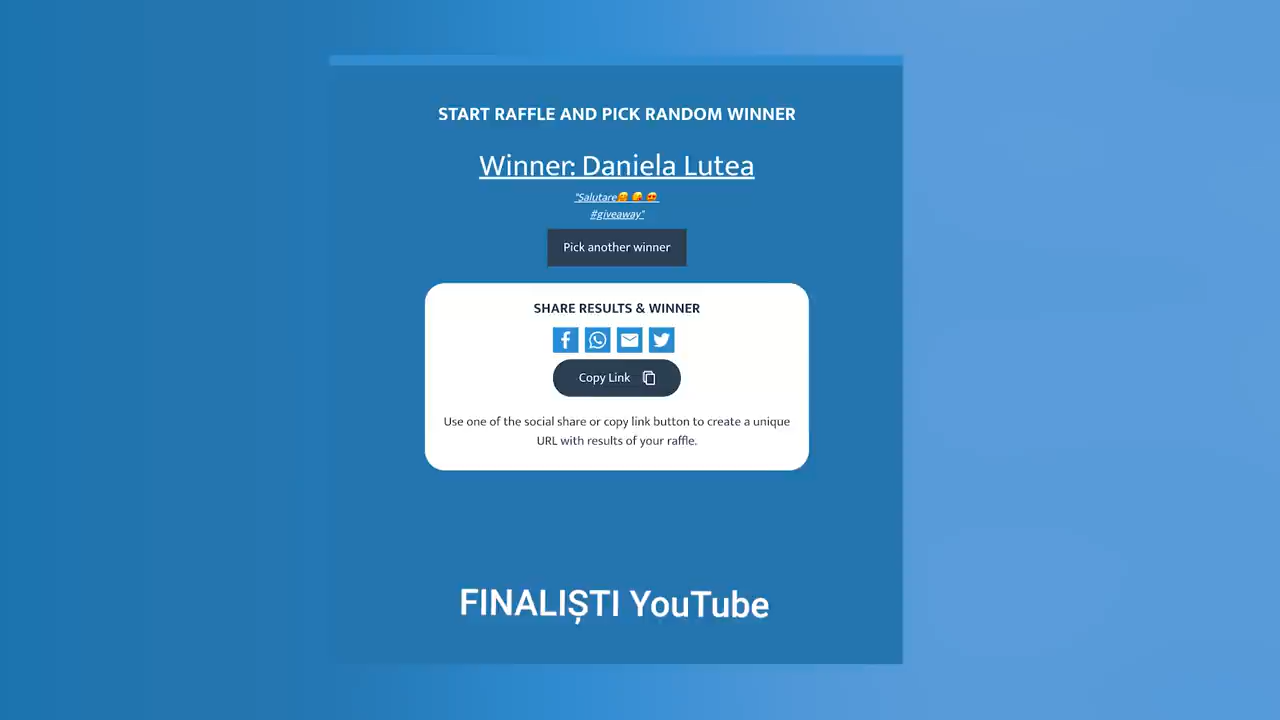 START RAFFLE AND PICK RANDOM WINNER
Winner: Daniela Lutea
"Salutare🥰😜😍
#giveaway"
Pick another winner
SHARE RESULTS & WINNER
Copy Link
Use one of the social share or copy link button to create a unique
URL with results of your raffle.
FINALIȘTI YouTube